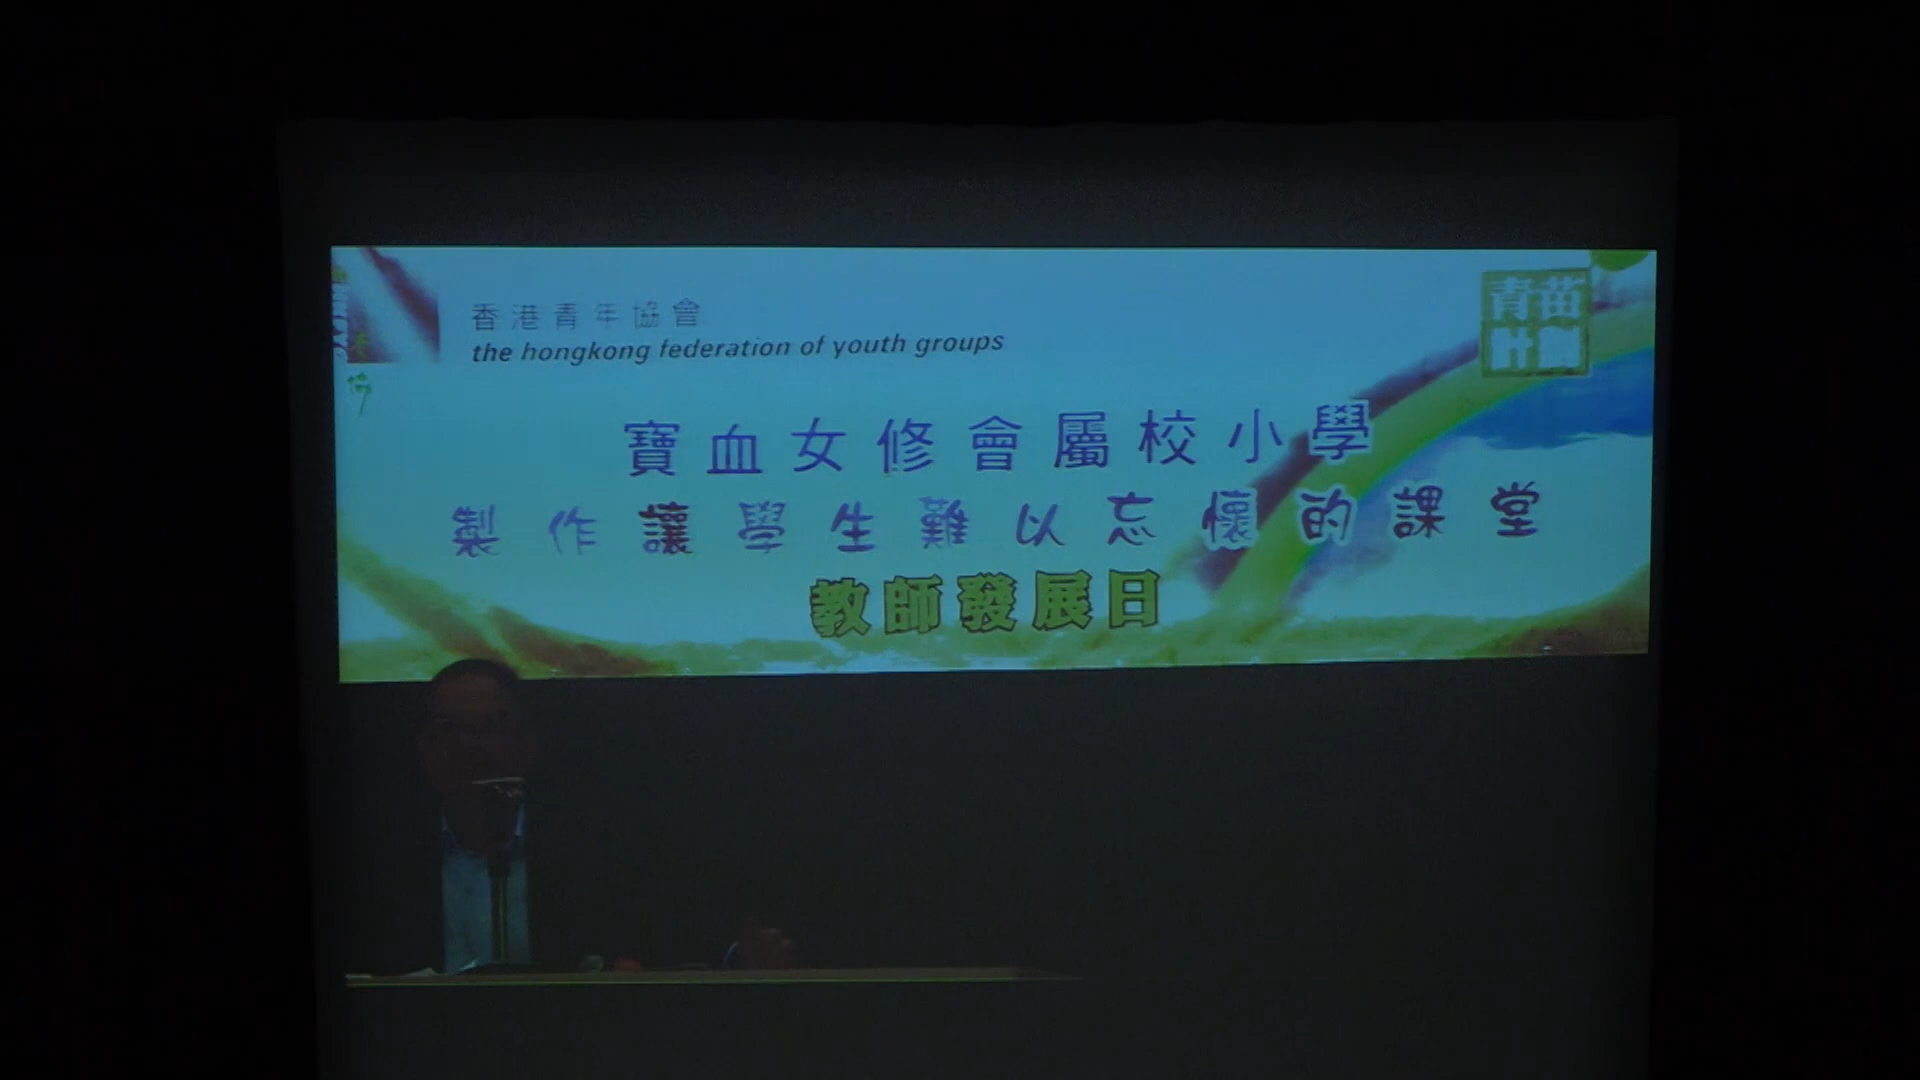 香港青年協會
the hongkong federation of youth groups
青苗
計劃
寶血女修會屬校小學
製作讓學生難以忘懷的課堂
教師發展日